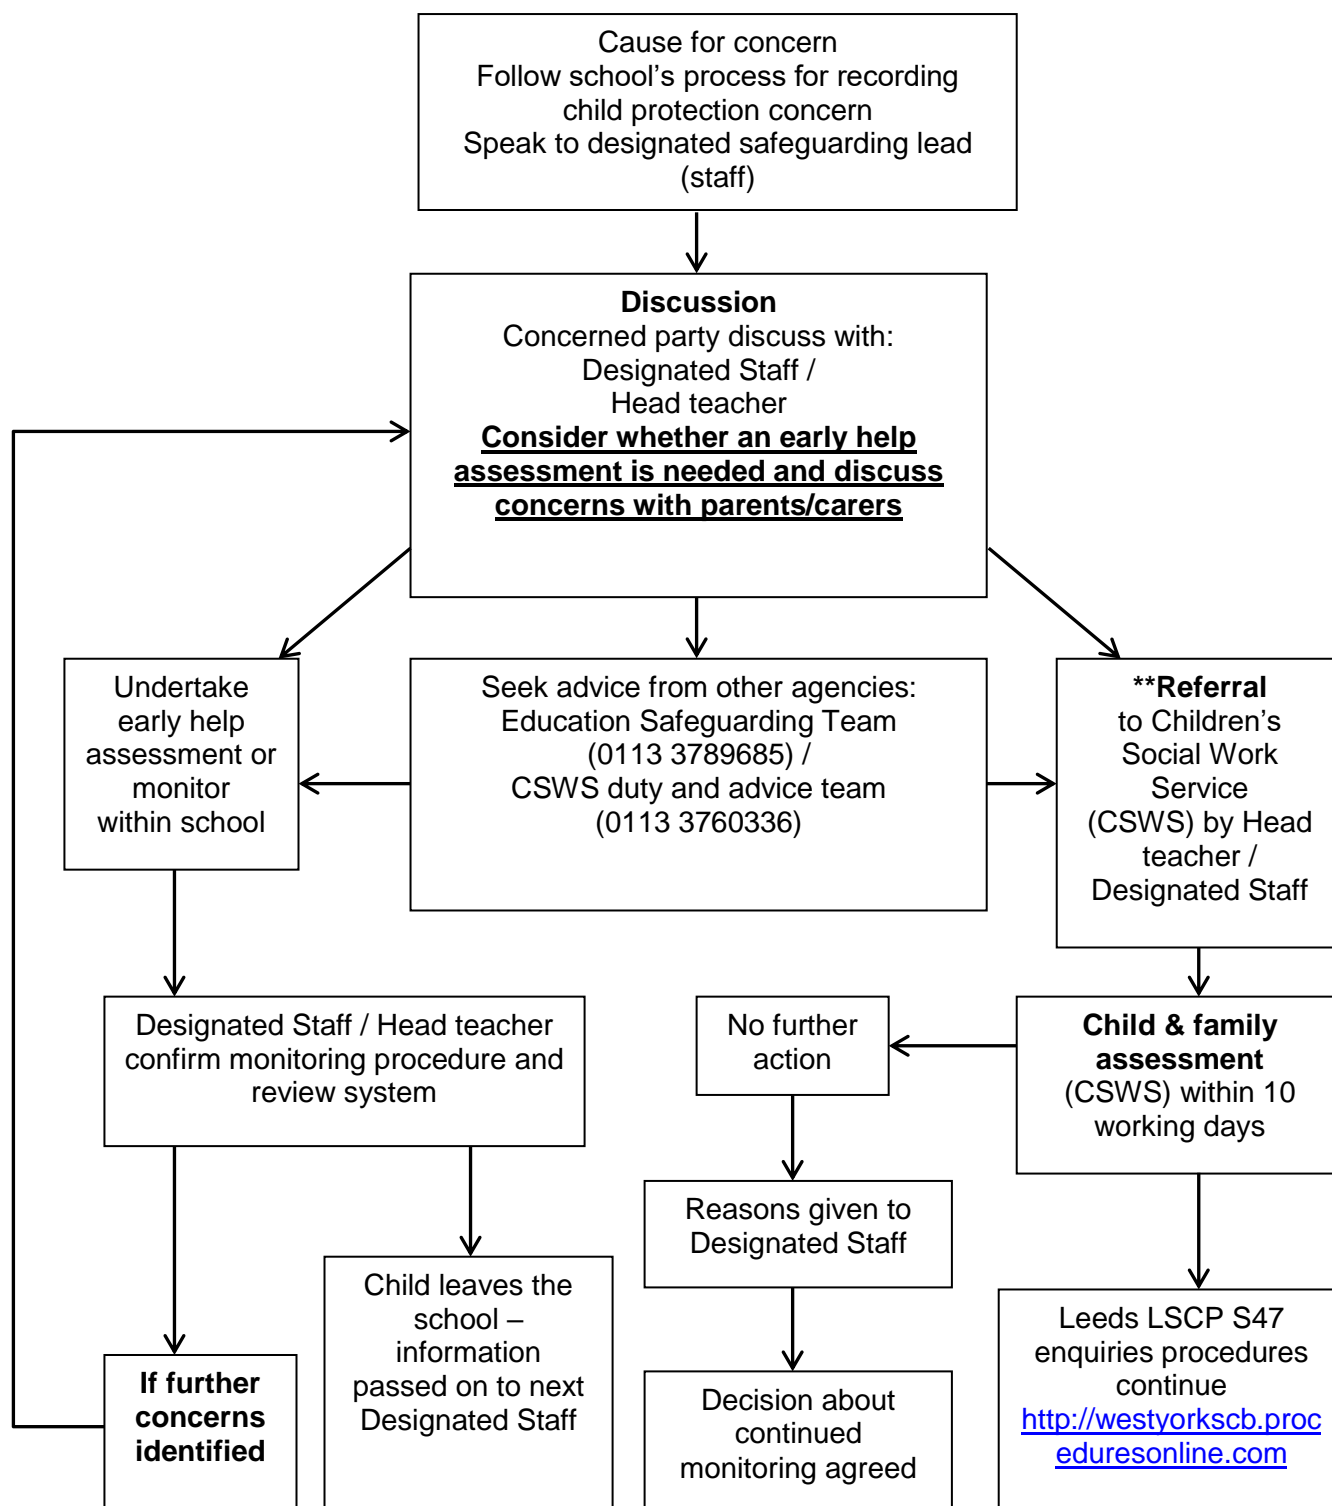 Cause for concern
Follow school's process for recording
child protection concern
Speak to designated safeguarding lead
(staff)
Discussion
Concerned party discuss with:
Designated Staff /
Head teacher
Consider whether an early help
assessment is needed and discuss
concerns with parents/carers
Undertake
early help
assessment or
monitor
within school
Seek advice from other agencies:
Education Safeguarding Team
(0113 3789685) /
CSWS duty and advice team
(0113 3760336)
**Referral
to Children's
Social Work
Service
(CSWS) by Head
teacher /
Designated Staff
Designated Staff / Head teacher
confirm monitoring procedure and
review system
No further
action
Child & family
assessment
(CSWS) within 10
working days
Reasons given to
Designated Staff
Child leaves the
school –
information
passed on to next
Designated Staff
Leeds LSCP S47
enquiries procedures
continue
http://westyorkscb.proc
eduresonline.com
If further
concerns
identified
Decision about
continued
monitoring agreed